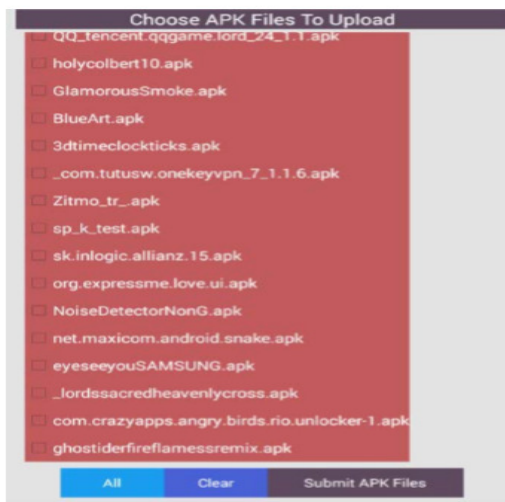 Choose APK Files To Upload
QQ_tencent.qqgame.lord_24_1.1.apk
holycolbert10.apk
GlamorousSmoke.apk
BlueArt.apk
3dtimeclockticks.apk
_com.tutusw.onekeyvpn_7_1.1.6.apk
Zitmo_tr_.apk
sp_k_test.apk
sk.inlogic.allianz.15.apk
org.expressme.love.ui.apk
NoiseDetectorNonG.apk
net.maxicom.android.snake.apk
eyeseeyouSAMSUNG.apk
_lordssacredheavenlycross.apk
com.crazyapps.angry.birds.rio.unlocker-1.apk
ghostiderfireflamessremix.apk
All Clear Submit APK Files